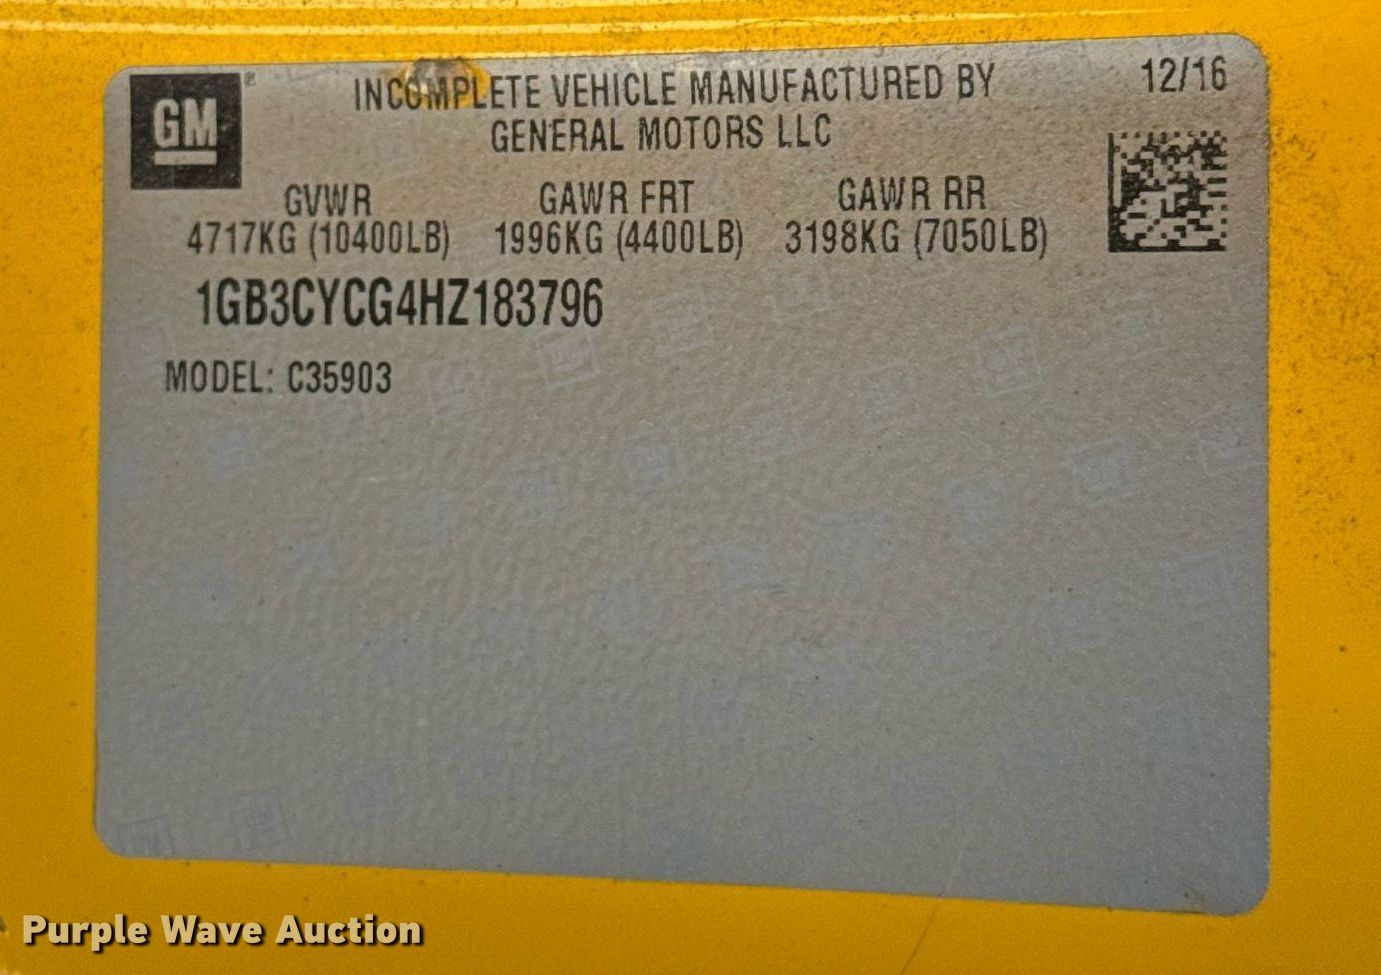 GM
INCOMPLETE VEHICLE MANUFACTURED BY
12/16
GENERAL MOTORS LLC
GVWR GAWR FRT GAWR RR
4717KG (10400LB) 1996KG (4400LB) 3198KG (7050LB)
1GB3CYCG4HZ183796
MODEL: C35903
Purple Wave Auction